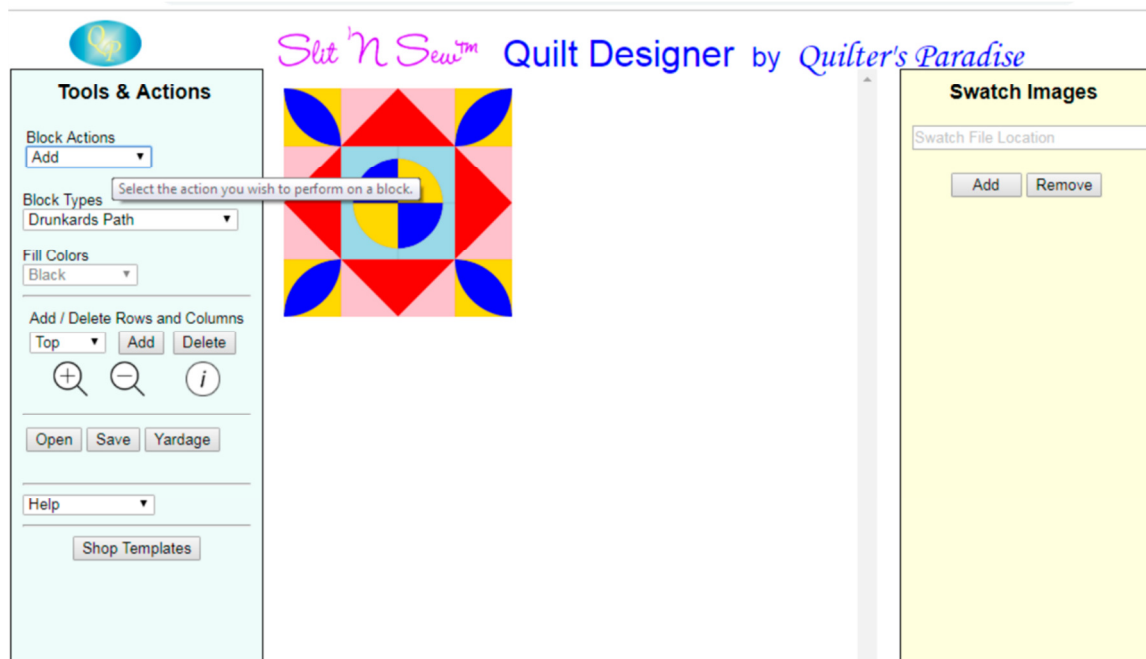 Qp
Slit 'N Sew™ Quilt Designer by Quilter's Paradise
Tools & Actions
Block Actions
Add
Select the action you wish to perform on a block.
Block Types
Drunkards Path
Fill Colors
Black
Add / Delete Rows and Columns
Top Add Delete
i
Open Save Yardage
Help
Shop Templates
Swatch Images
Swatch File Location
Add Remove